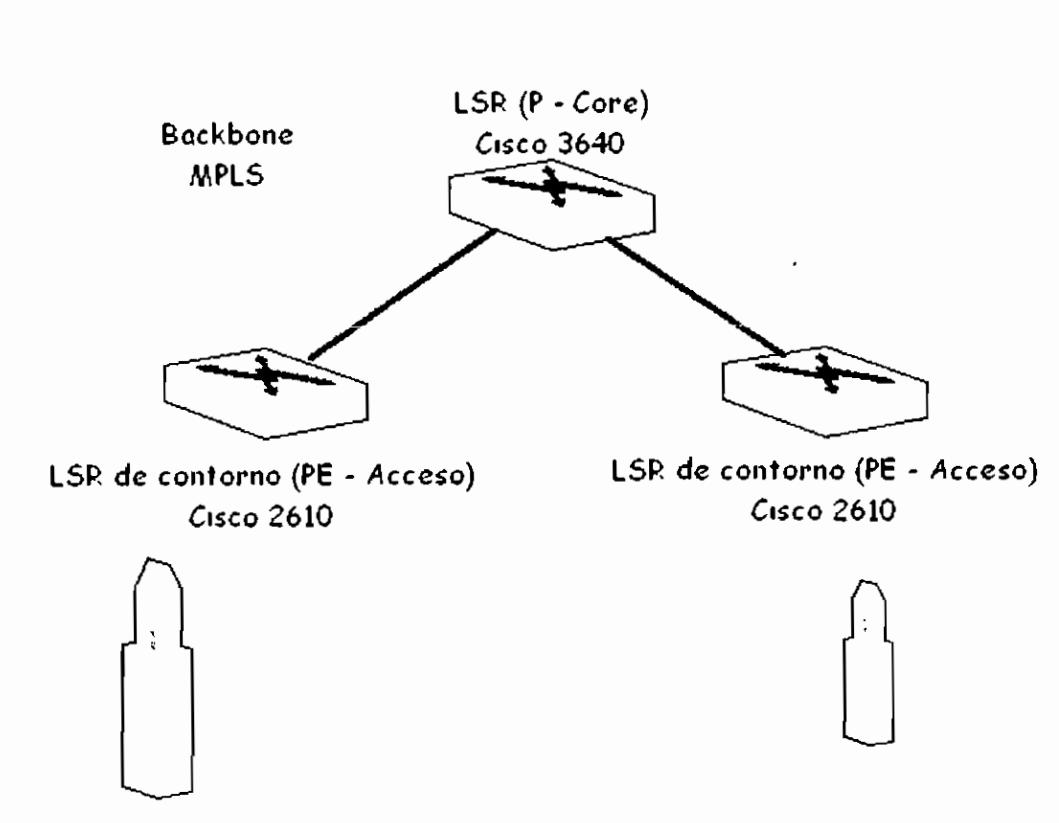 LSR (P - Core)
Cisco 3640
Backbone
MPLS
LSR de contorno (PE - Acceso)
Cisco 2610
LSR de contorno (PE - Acceso)
Cisco 2610